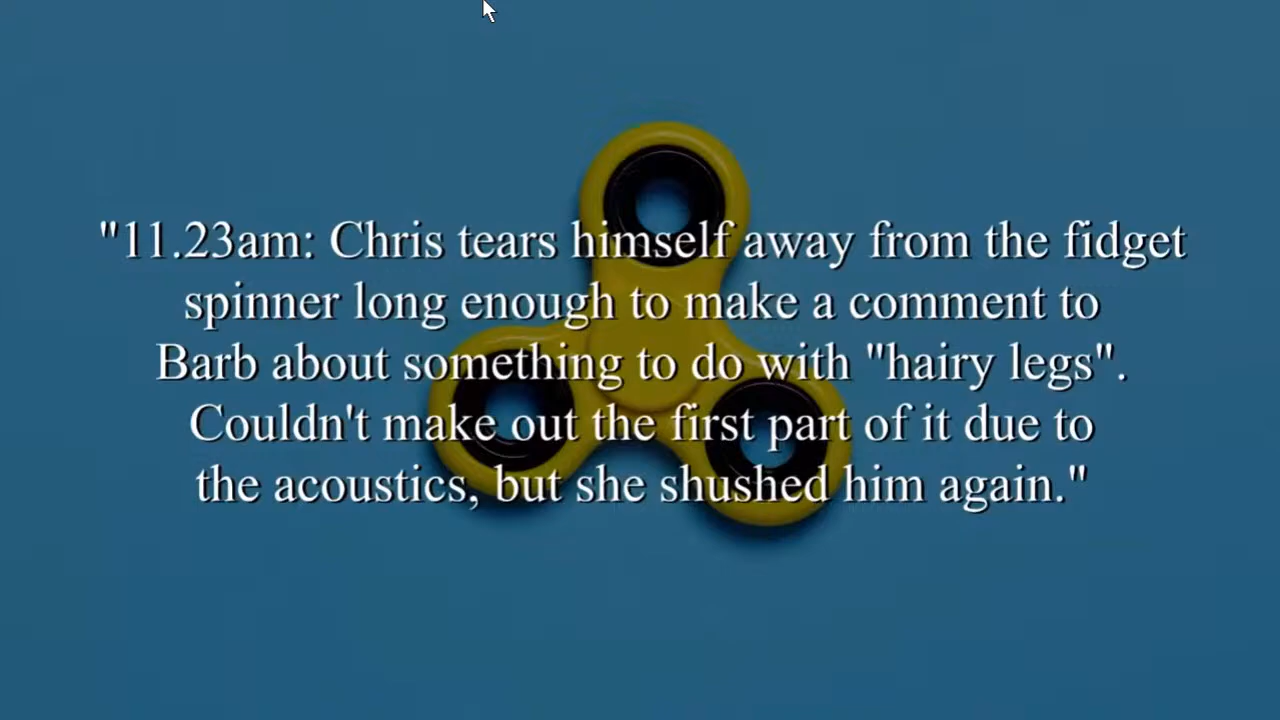 "11.23am: Chris tears himself away from the fidget
spinner long enough to make a comment to
Barb about something to do with "hairy legs".
Couldn't make out the first part of it due to
the acoustics, but she shushed him again."